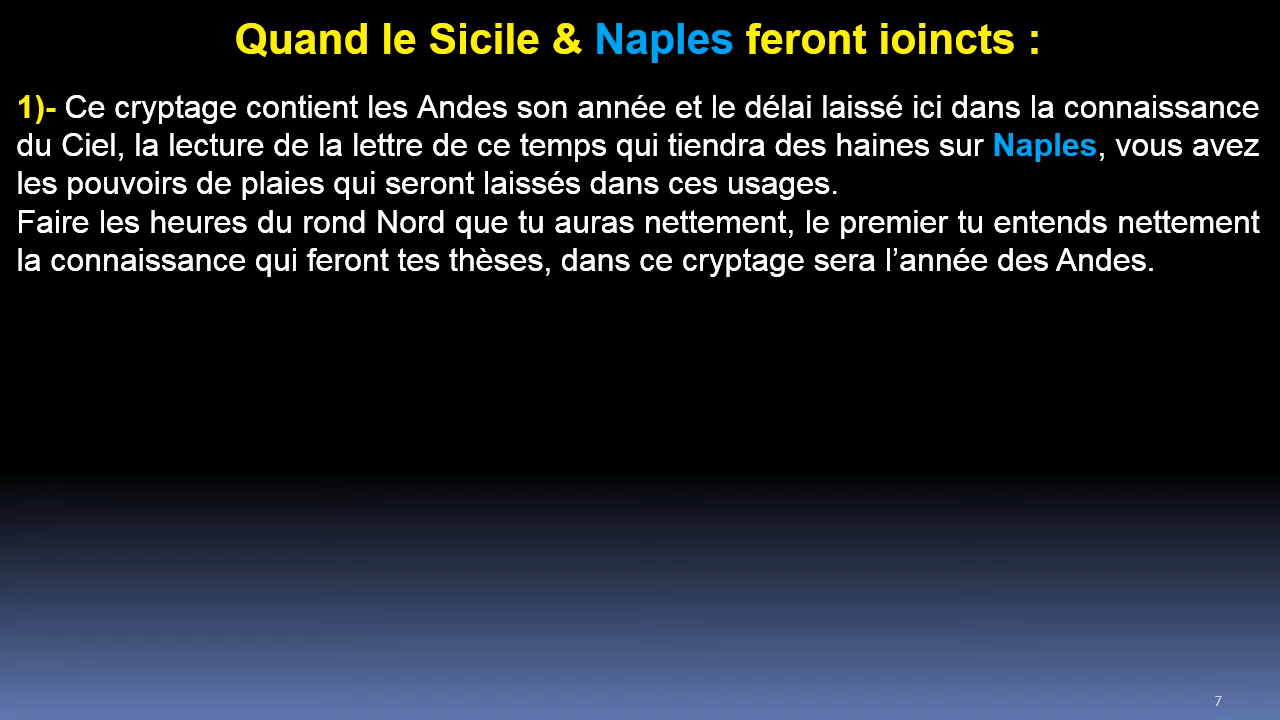 Quand le Sicile & Naples feront ioincts :
1)- Ce cryptage contient les Andes son année et le délai laissé ici dans la connaissance
du Ciel, la lecture de la lettre de ce temps qui tiendra des haines sur Naples, vous avez
les pouvoirs de plaies qui seront laissés dans ces usages.
Faire les heures du rond Nord que tu auras nettement, le premier tu entends nettement
la connaissance qui feront tes thèses, dans ce cryptage sera l’année des Andes.
7